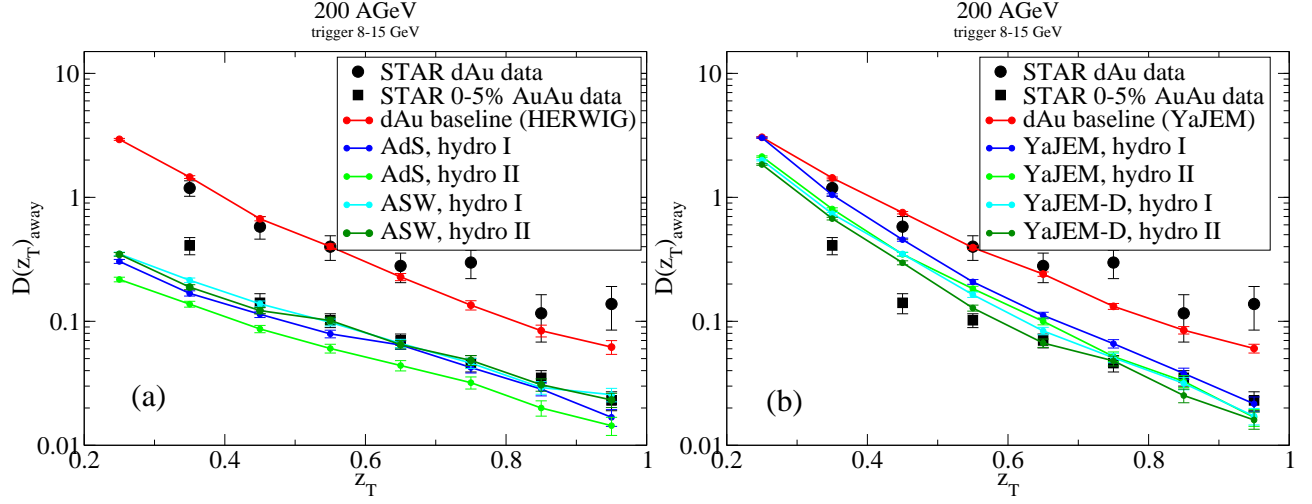 200 AGeV
trigger 8-15 GeV
10
1
0.1
0.01
D(z_T)_away
STAR dAu data
STAR 0-5% AuAu data
dAu baseline (HERWIG)
AdS, hydro I
AdS, hydro II
ASW, hydro I
ASW, hydro II
(a)
0.2
0.4
0.6
0.8
1
z_T
200 AGeV
trigger 8-15 GeV
10
1
0.1
0.01
D(z_T)_away
STAR dAu data
STAR 0-5% AuAu data
dAu baseline (YaJEM)
YaJEM, hydro I
YaJEM, hydro II
YaJEM-D, hydro I
YaJEM-D, hydro II
(b)
0.2
0.4
0.6
0.8
1
z_T